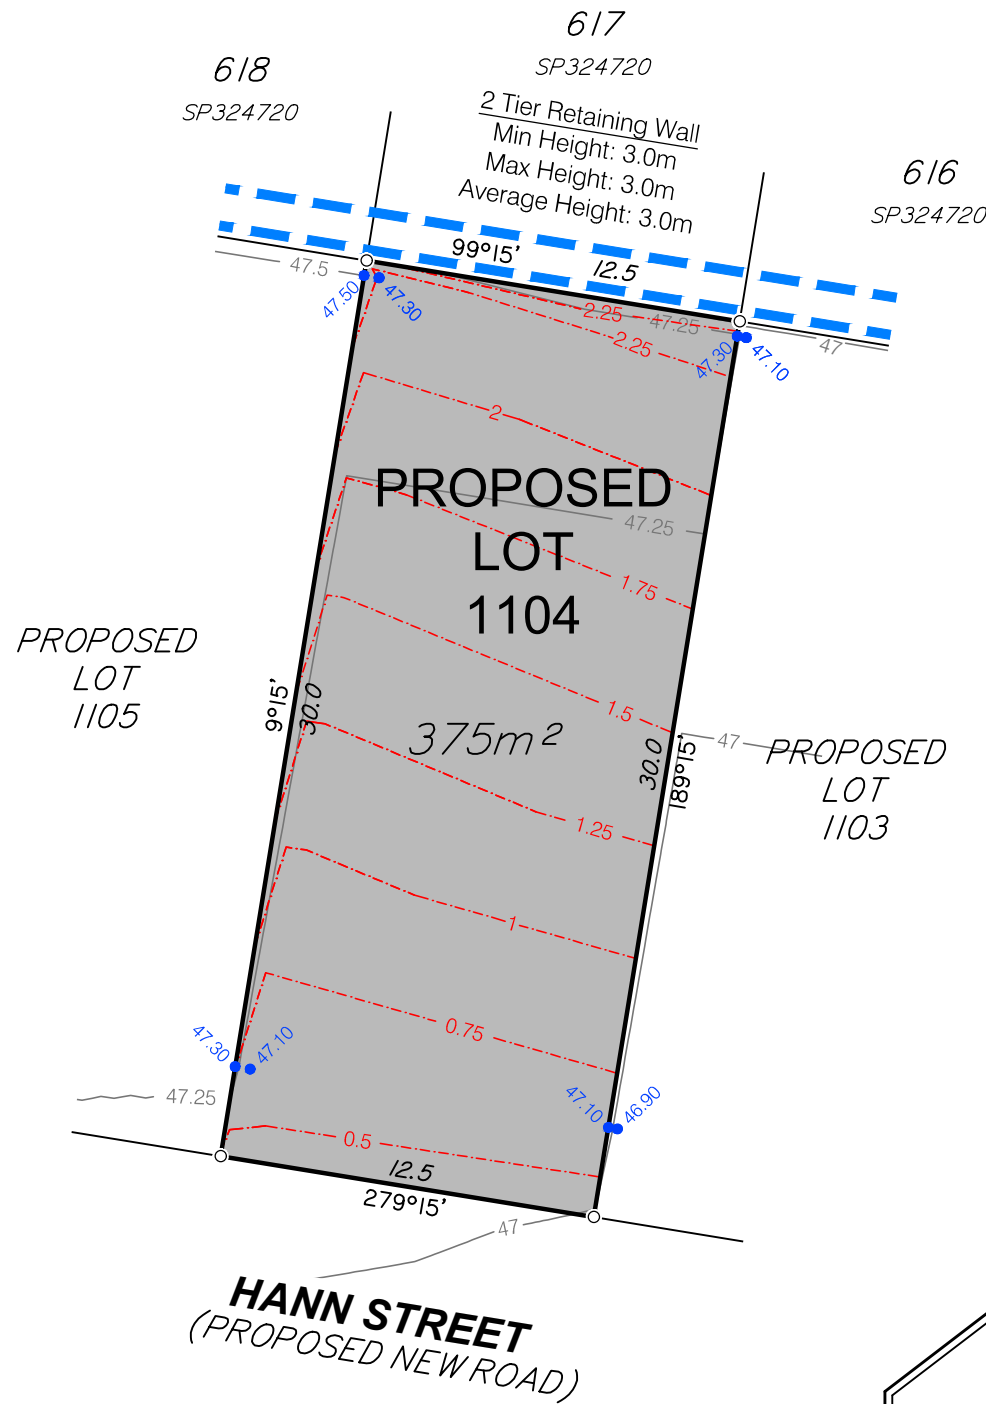 617
SP324720
618
SP324720
2 Tier Retaining Wall
Min Height: 3.0m
Max Height: 3.0m
Average Height: 3.0m
616
SP324720
99°15'
12.5
47.5
47.50
47.30
2.25
47.25
2.25
47.30
47.10
47
2
PROPOSED
LOT
1104
47.25
1.75
PROPOSED
LOT
1105
9°15'
30.0
1.5
375m²
30.0
189°15'
47
PROPOSED
LOT
1103
1.25
1
0.75
47.30
47.10
47.25
47.10
46.90
0.5
12.5
279°15'
47
HANN STREET
(PROPOSED NEW ROAD)